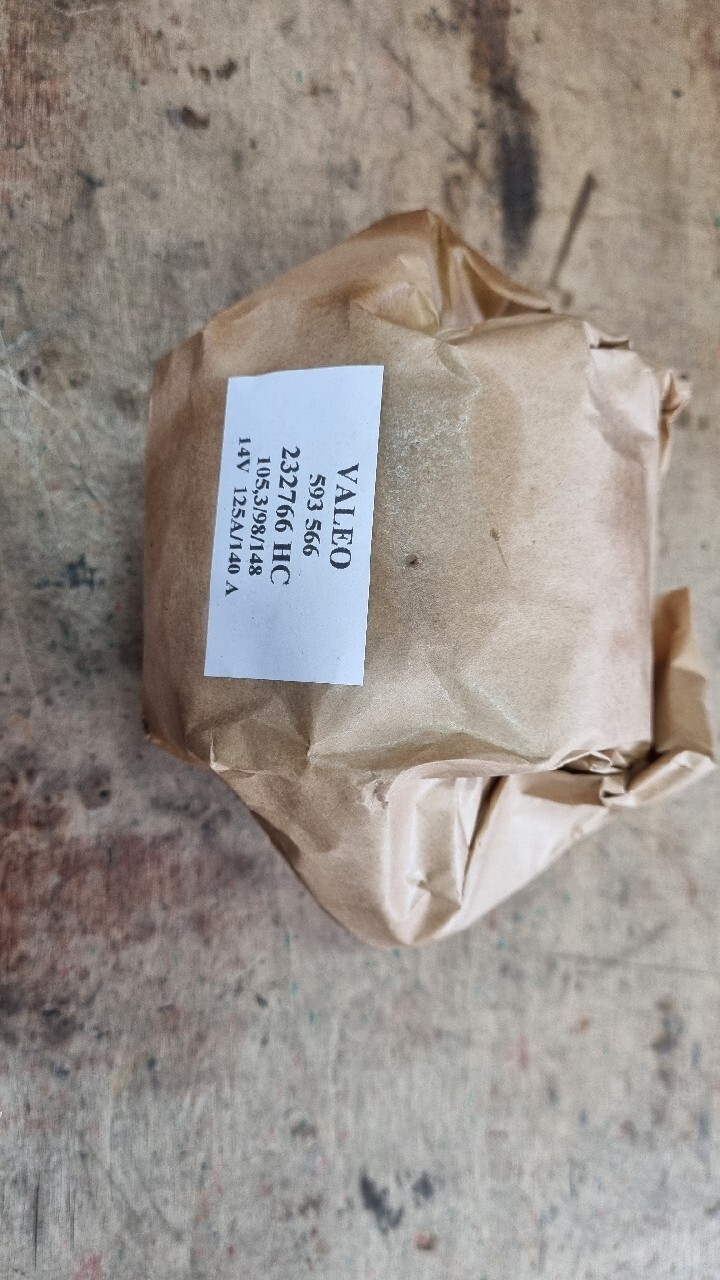 VALEO
593 566
232766 HC
105,3/98/148
14V 125A/140 A